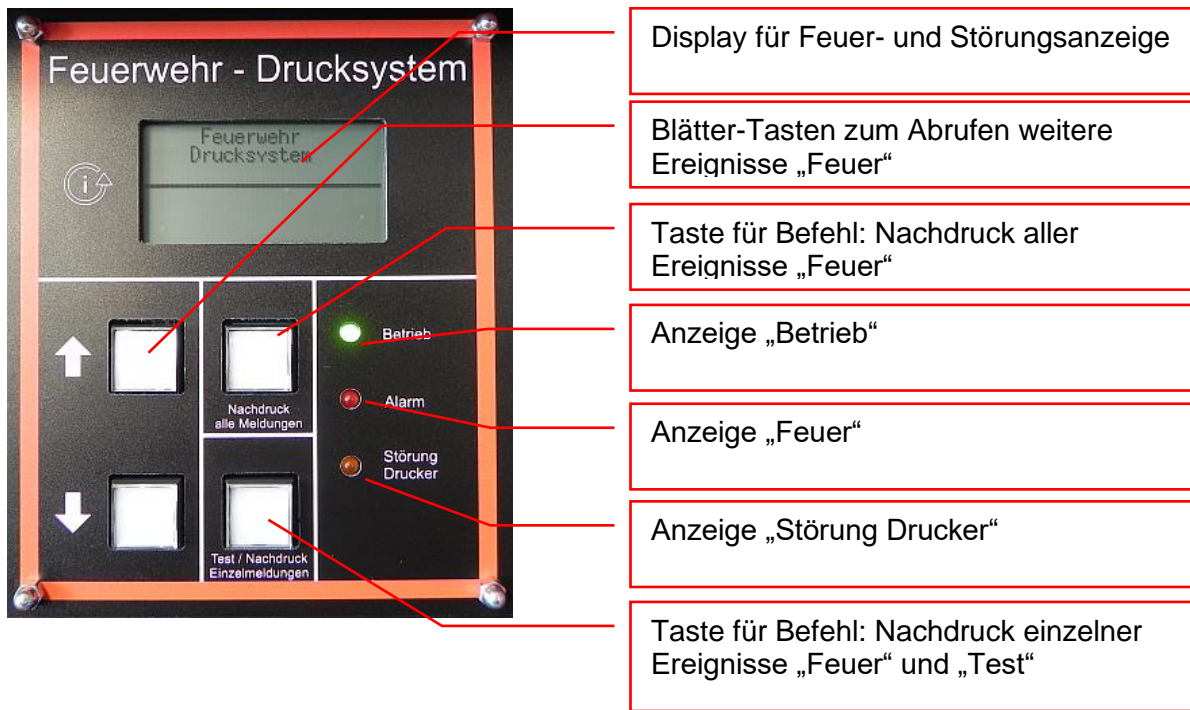 Feuerwehr - Drucksystem
Feuerwehr
Drucksystem
i
Betrieb
Alarm
Störung
Drucker
Nachdruck
alle Meldungen
Test / Nachdruck
Einzelmeldungen
Display für Feuer- und Störungsanzeige
Blätter-Tasten zum Abrufen weitere
Ereignisse „Feuer“
Taste für Befehl: Nachdruck aller
Ereignisse „Feuer“
Anzeige „Betrieb“
Anzeige „Feuer“
Anzeige „Störung Drucker“
Taste für Befehl: Nachdruck einzelner
Ereignisse „Feuer“ und „Test“